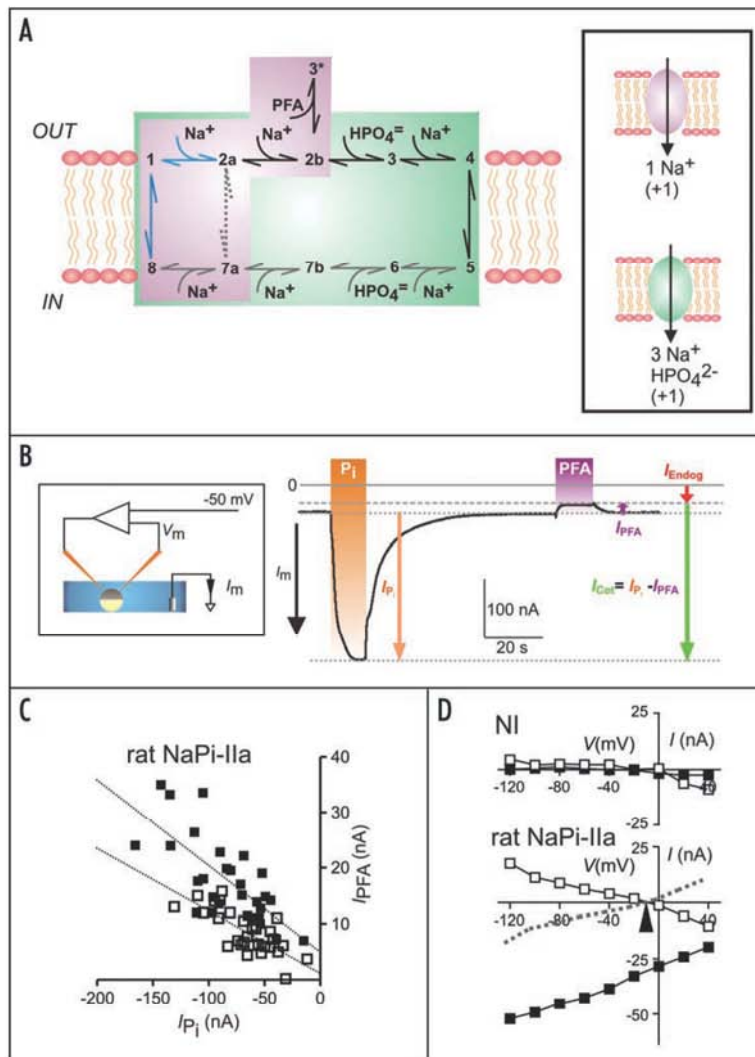 A
OUT
IN
3*
PFA
Na+
Na+
HPO4=
Na+
1
2a
2b
3
4
8
7a
7b
6
5
Na+
Na+
HPO4=
Na+
1 Na+
(+1)
3 Na+
HPO4 2-
(+1)
B
-50 mV
Vm
Im
0
Pi
PFA
IEndog
IPFA
Im
IPi
ICot= IPi -IPFA
100 nA
20 s
C
rat NaPi-IIa
40
30
20
10
IPFA (nA)
-200
-150
-100
-50
0
IPi (nA)
D
NI
25
V(mV)
I (nA)
-120
-80
-40
40
-25
rat NaPi-IIa
25
V(mV)
I (nA)
-120
-80
-40
40
-25
-50